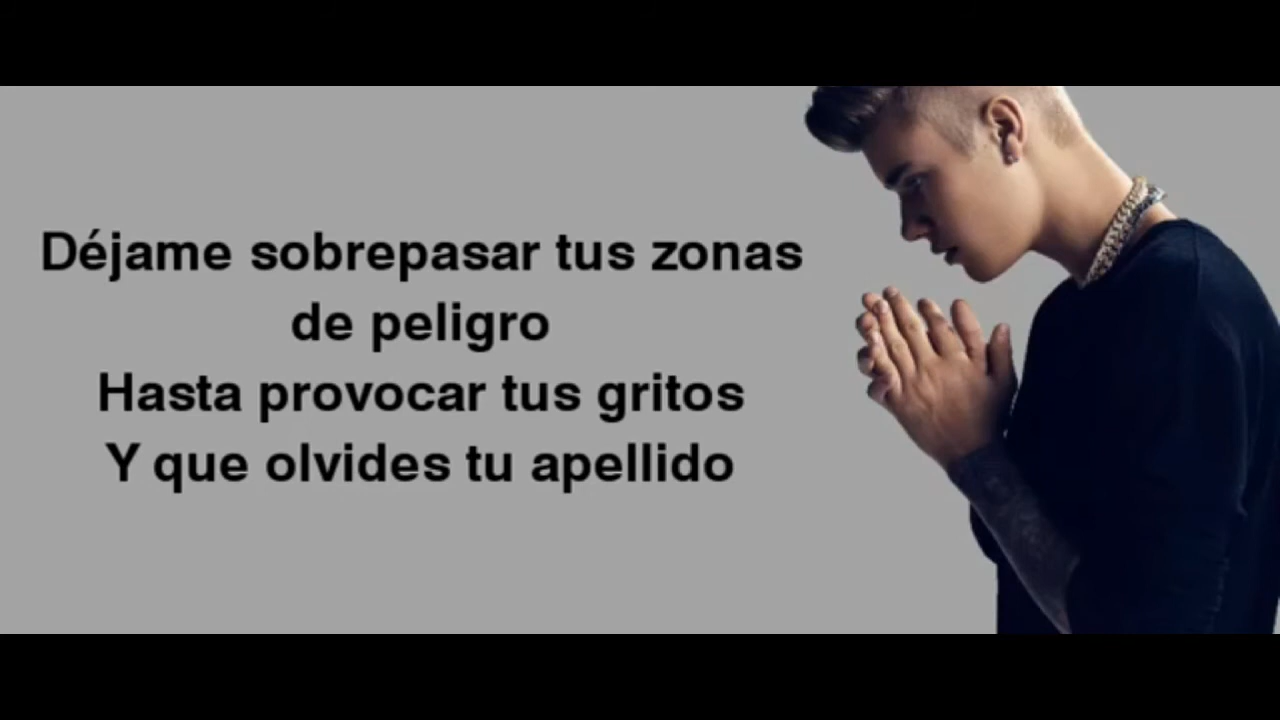 Déjame sobrepasar tus zonas
de peligro
Hasta provocar tus gritos
Y que olvides tu apellido